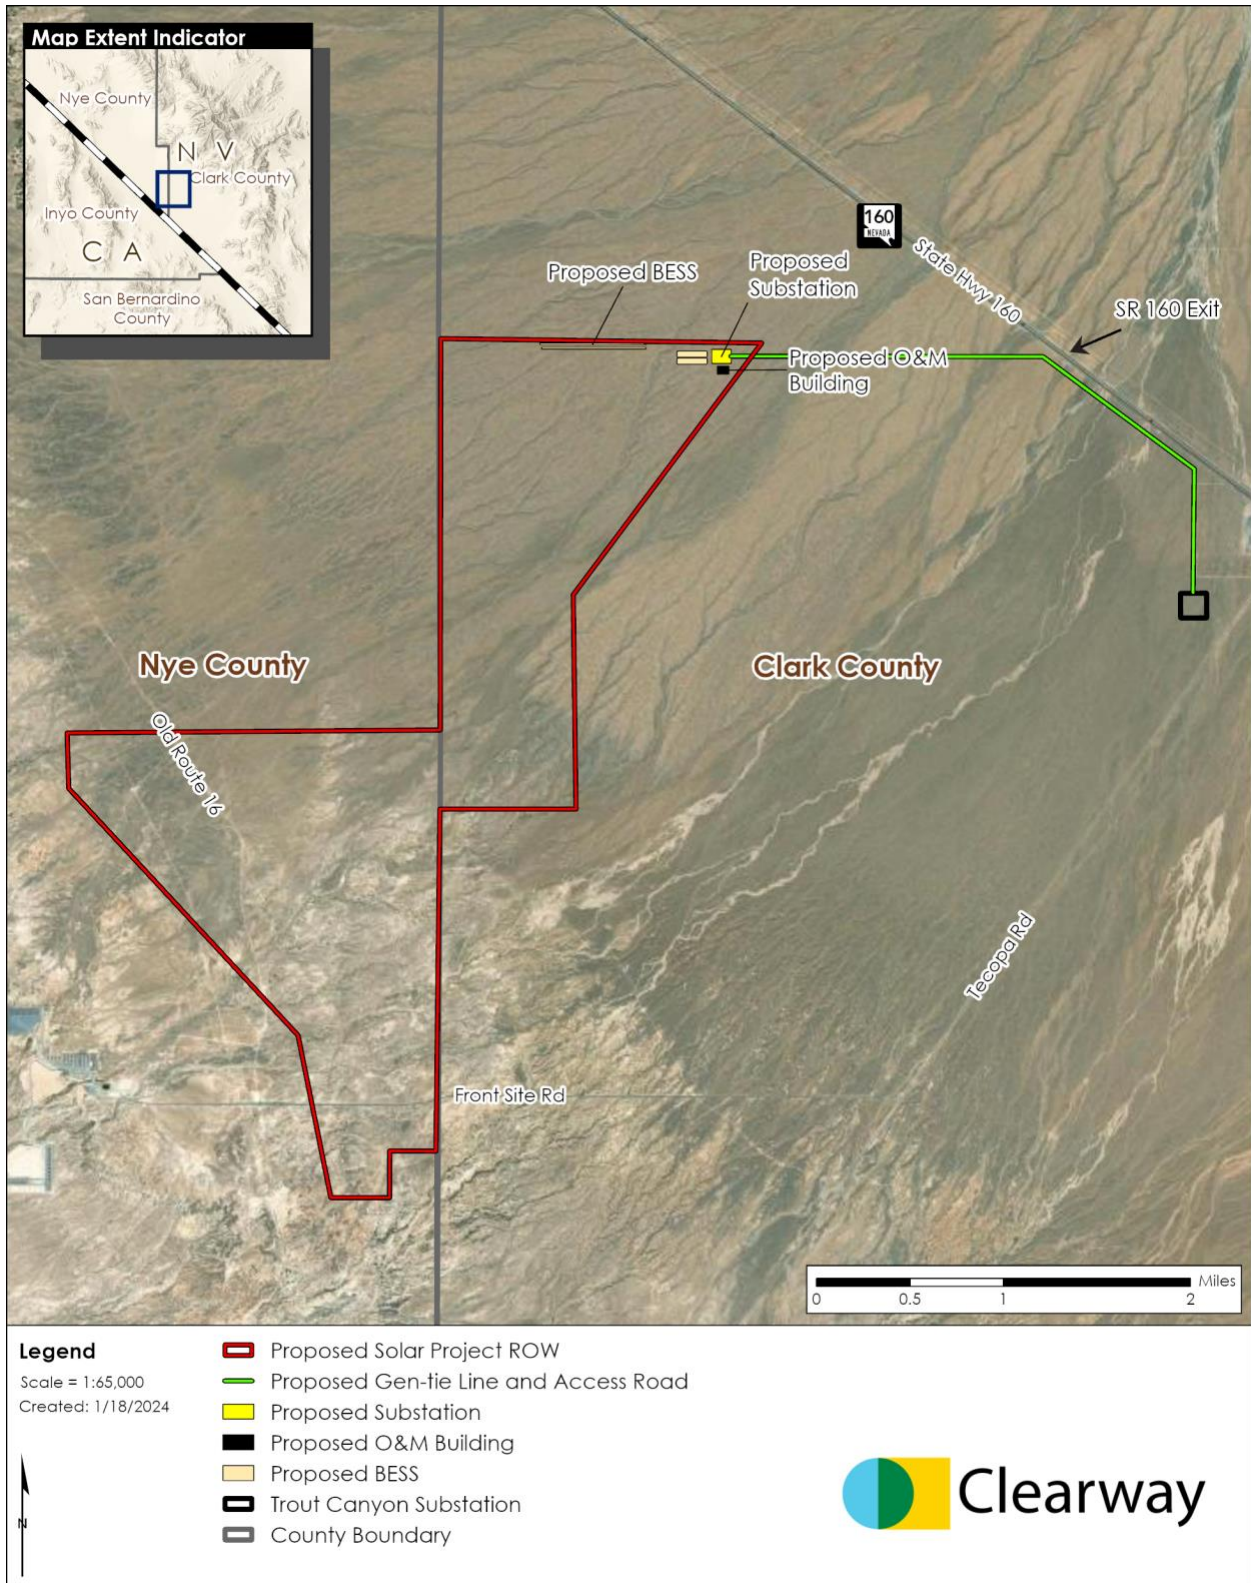 Map Extent Indicator
Nye County
N V
Clark County
Inyo County
C A
San Bernardino
County
160
NEVADA
State Hwy 160
SR 160 Exit
Proposed BESS
Proposed
Substation
Proposed O&M
Building
Nye County
Clark County
Old Route 16
Tecopa Rd
Front Site Rd
Miles
0
0.5
1
2
Legend
Scale = 1:65,000
Created: 1/18/2024
N
Proposed Solar Project ROW
Proposed Gen-tie Line and Access Road
Proposed Substation
Proposed O&M Building
Proposed BESS
Trout Canyon Substation
County Boundary
Clearway